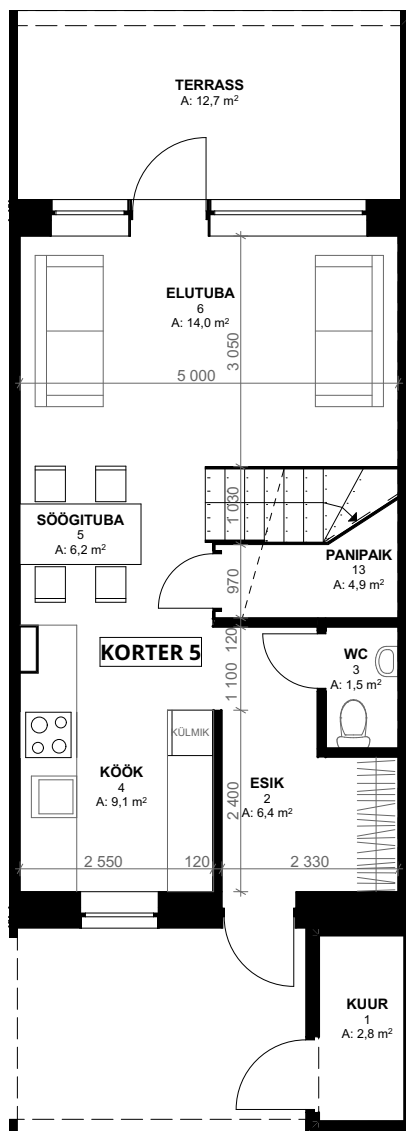 TERRASS
A: 12,7 m²
ELUTUBA
6
A: 14,0 m²
3 050
5 000
SÖÖGITUBA
5
A: 6,2 m²
1 030
PANIPAIK
13
A: 4,9 m²
970
KORTER 5
120
1 100
WC
3
A: 1,5 m²
KÜLMIK
KÖÖK
4
A: 9,1 m²
ESIK
2
A: 6,4 m²
2 400
2 550
120
2 330
KUUR
1
A: 2,8 m²